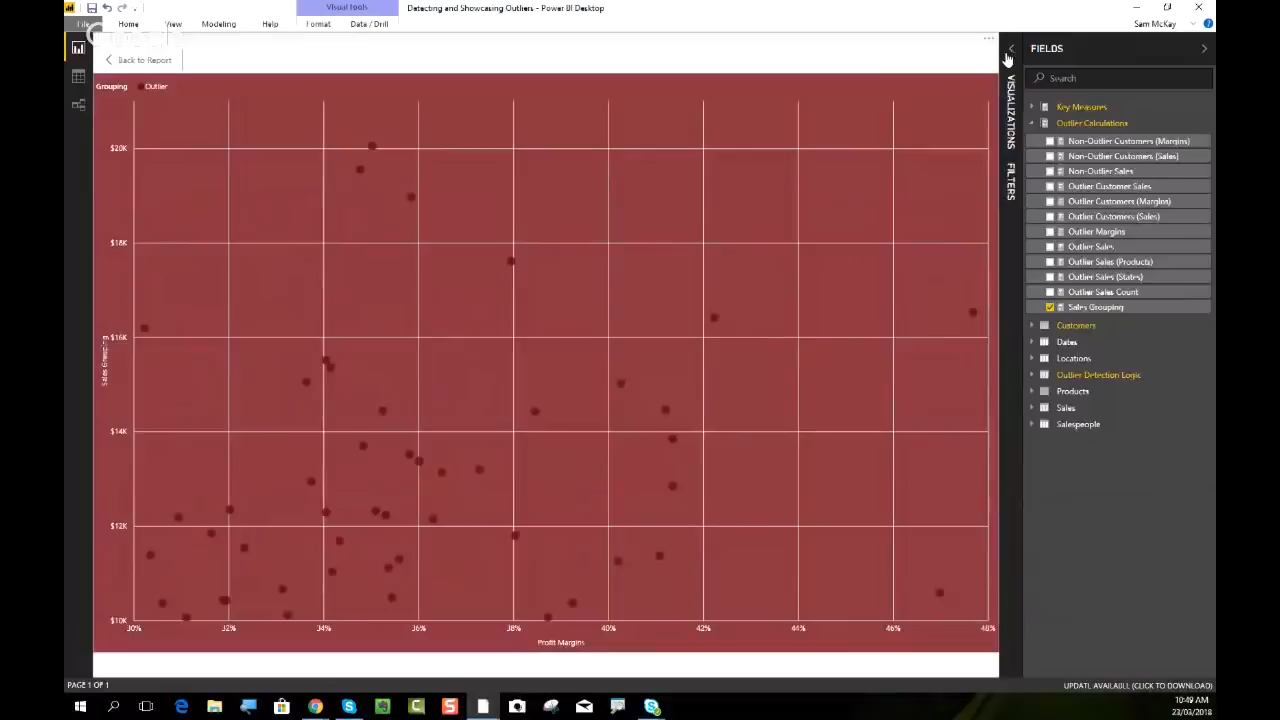 Visual tools
Detecting and Showcasing Outliers - Power BI Desktop
Sam McKay
File
Home
View
Modeling
Help
Format
Data / Drill
Back to Report
FIELDS
Search
VISUALIZATIONS
FILTERS
Grouping
Outlier
Key Measures
Outlier Calculations
Non-Outlier Customers (Margins)
Non-Outlier Customers (Sales)
Non-Outlier Sales
Outlier Customer Sales
Outlier Customers (Margins)
Outlier Customers (Sales)
Outlier Margins
Outlier Sales
Outlier Sales (Products)
Outlier Sales (States)
Outlier Sales Count
Sales Grouping
Customers
Dates
Locations
Outlier Detection Logic
Products
Sales
Salespeople
$20K
$18K
$16K
$14K
$12K
$10K
Sales Grouping
30%
32%
34%
36%
38%
40%
42%
44%
46%
48%
Profit Margins
PAGE 1 OF 1
UPDATE AVAILABLE (CLICK TO DOWNLOAD)
10:49 AM
23/03/2018